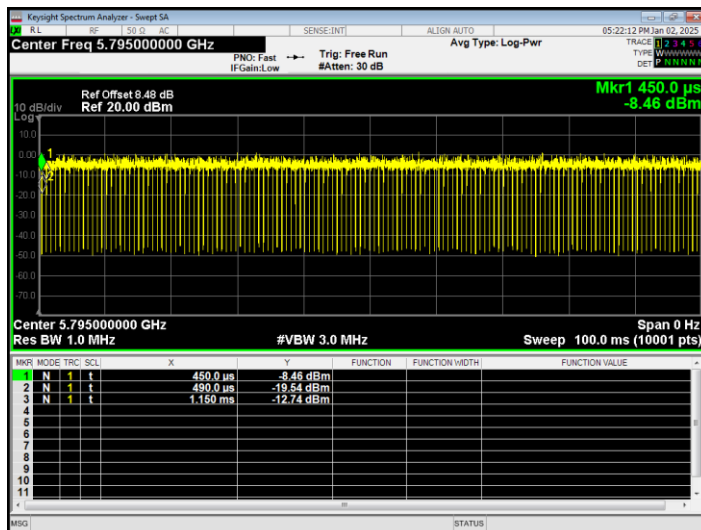 Keysight Spectrum Analyzer - Swept SA
RL RF 50 Ω AC SENSE:INT ALIGN AUTO 05:22:12 PM Jan 02, 2025
Center Freq 5.795000000 GHz
PNO: Fast
IFGain:Low
Trig: Free Run
#Atten: 30 dB
Avg Type: Log-Pwr
TRACE 1 2 3 4 5
TYPE WWWWWW
DET P N N N N N
Mkr1 450.0 µs
-8.46 dBm
Ref Offset 8.48 dB
10 dB/div Ref 20.00 dBm
Log
10.0
0.00
-10.0
-20.0
-30.0
-40.0
-50.0
-60.0
-70.0
1
2
Center 5.795000000 GHz Span 0 Hz
Res BW 1.0 MHz #VBW 3.0 MHz Sweep 100.0 ms (10001 pts)
MKR MODE TRC SCL X Y FUNCTION FUNCTION WIDTH FUNCTION VALUE
1 N 1 t 450.0 µs -8.46 dBm
2 N 1 t 490.0 µs -19.54 dBm
3 N 1 t 1.150 ms -12.74 dBm
4
5
6
7
8
9
10
11
MSG STATUS